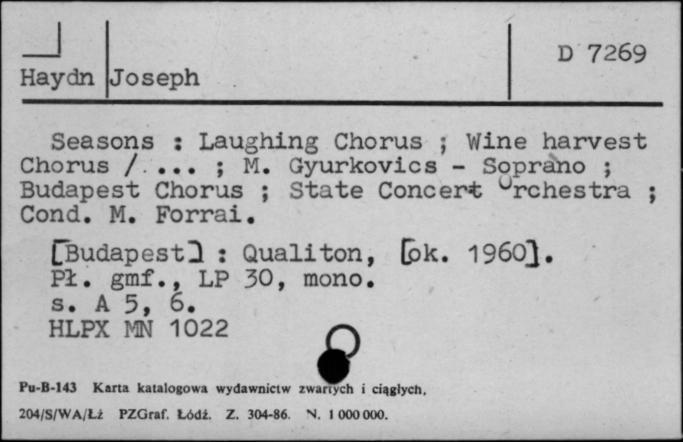 D 7269
Haydn Joseph
Seasons : Laughing Chorus ; Wine harvest
Chorus / ... ; M. Gyurkovics - Soprano ;
Budapest Chorus ; State Concert Orchestra ;
Cond. M. Forrai.
[Budapest] : Qualiton, [ok. 1960].
Pł. gmf., LP 30, mono.
s. A 5, 6.
HLPX MN 1022
Pu-B-143 Karta katalogowa wydawnictw zwartych i ciągłych,
204/S/WA/Łź PZGraf. Łódź. Z. 304-86. N. 1 000 000.